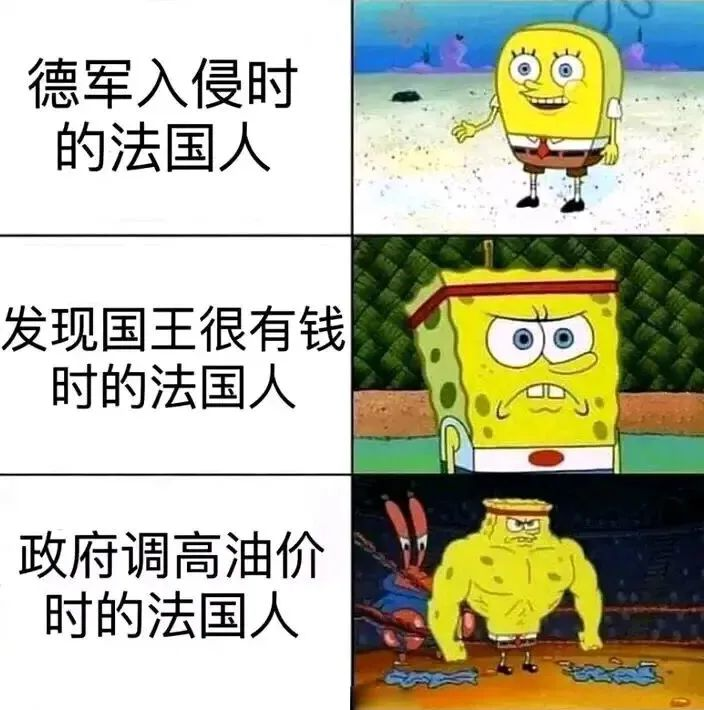 德军入侵时
的法国人
发现国王很有钱
时的法国人
政府调高油价
时的法国人